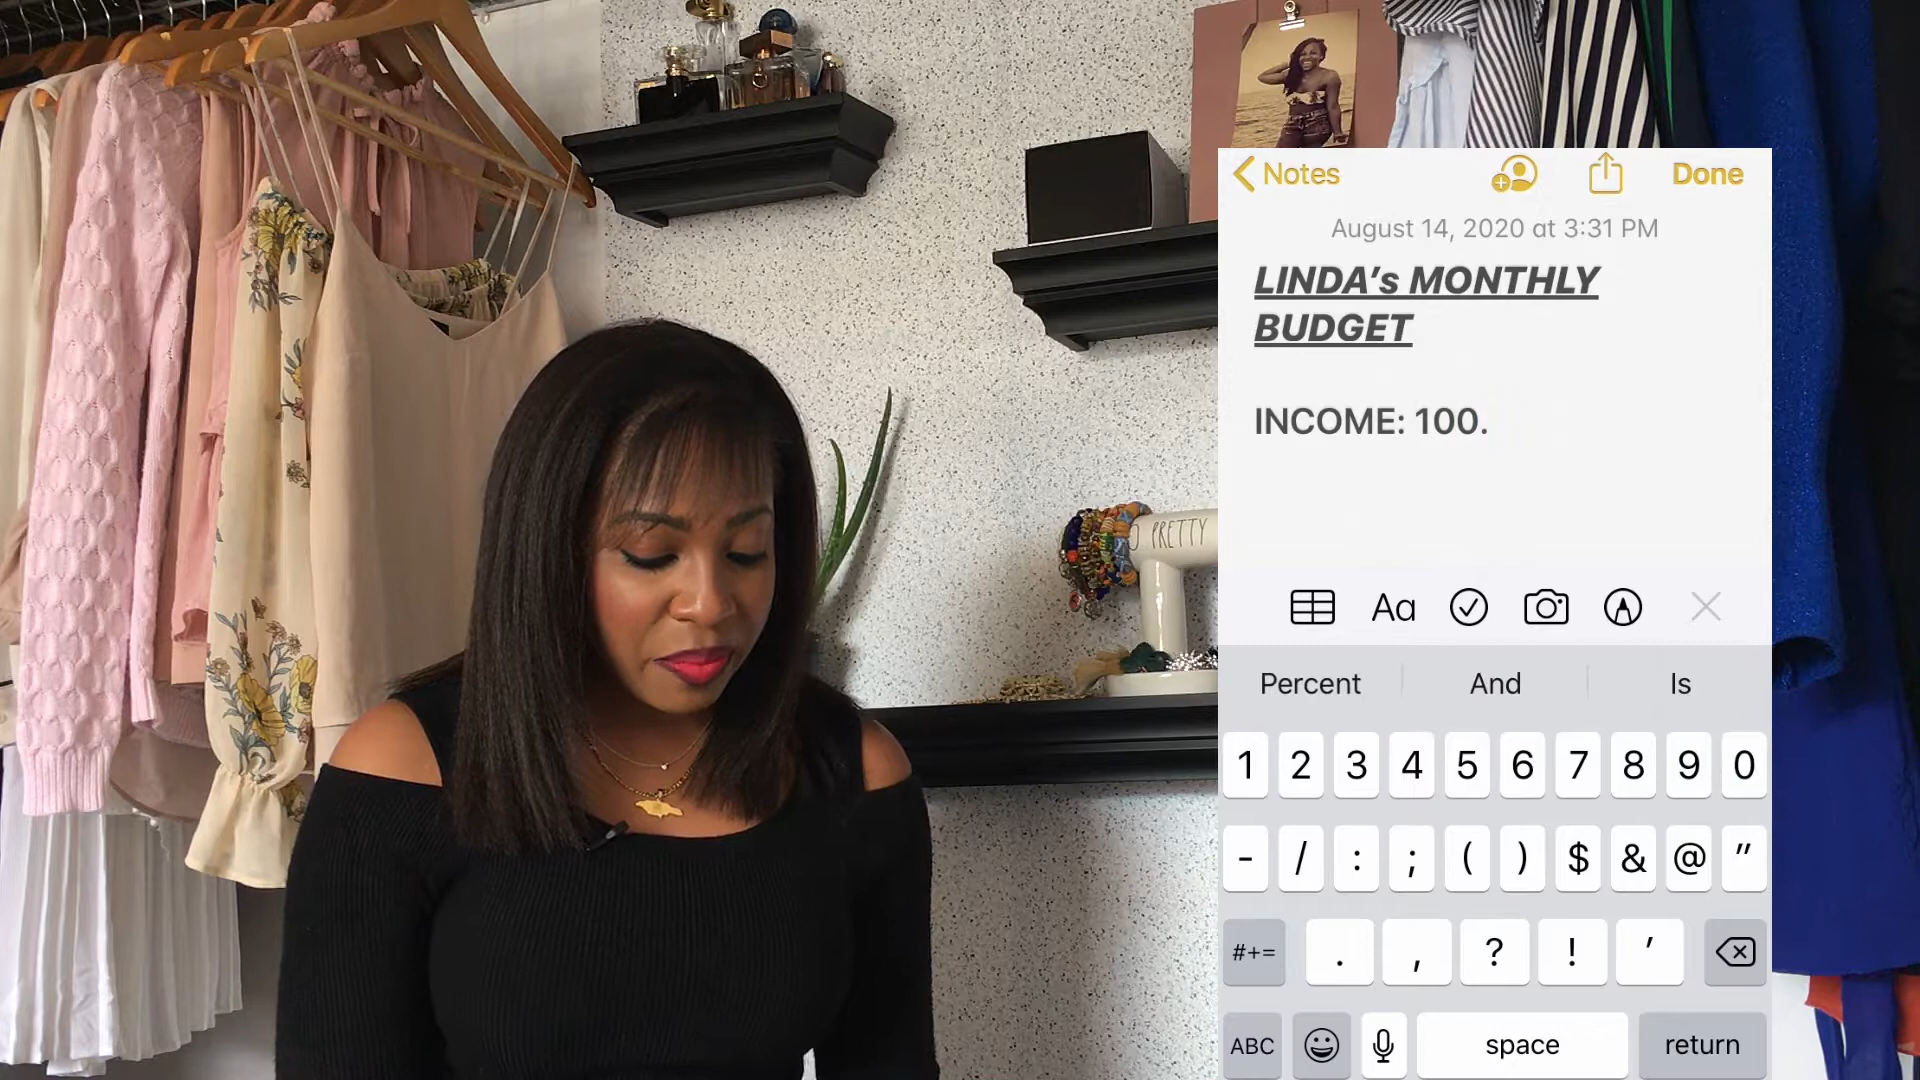 Notes
Done
August 14, 2020 at 3:31 PM
LINDA’s MONTHLY
BUDGET
INCOME: 100.
O PRETTY
Aa
Percent And Is
1 2 3 4 5 6 7 8 9 0
- / : ; ( ) $ & @ "
#+= . , ? ! '
ABC space return